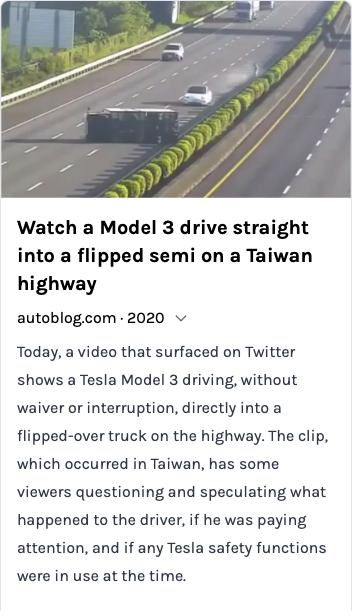 Watch a Model 3 drive straight
into a flipped semi on a Taiwan
highway
autoblog.com · 2020
Today, a video that surfaced on Twitter
shows a Tesla Model 3 driving, without
waiver or interruption, directly into a
flipped-over truck on the highway. The clip,
which occurred in Taiwan, has some
viewers questioning and speculating what
happened to the driver, if he was paying
attention, and if any Tesla safety functions
were in use at the time.